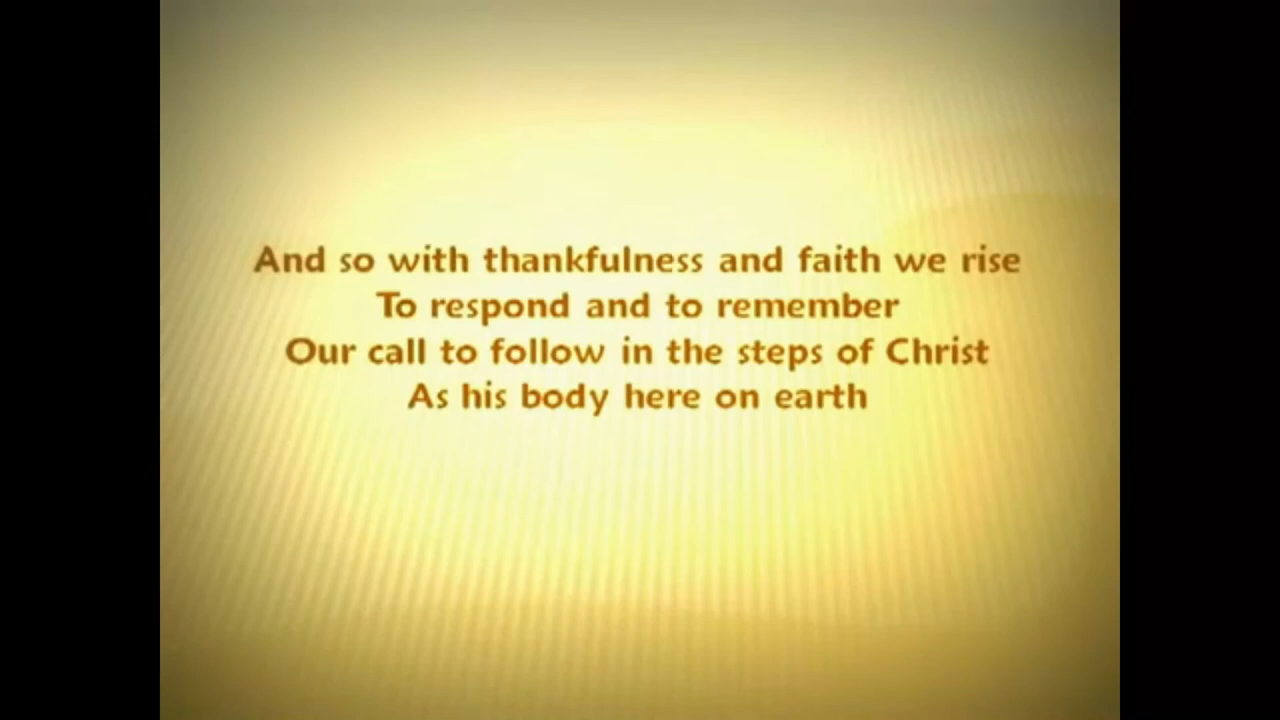 And so with thankfulness and faith we rise
To respond and to remember
Our call to follow in the steps of Christ
As his body here on earth